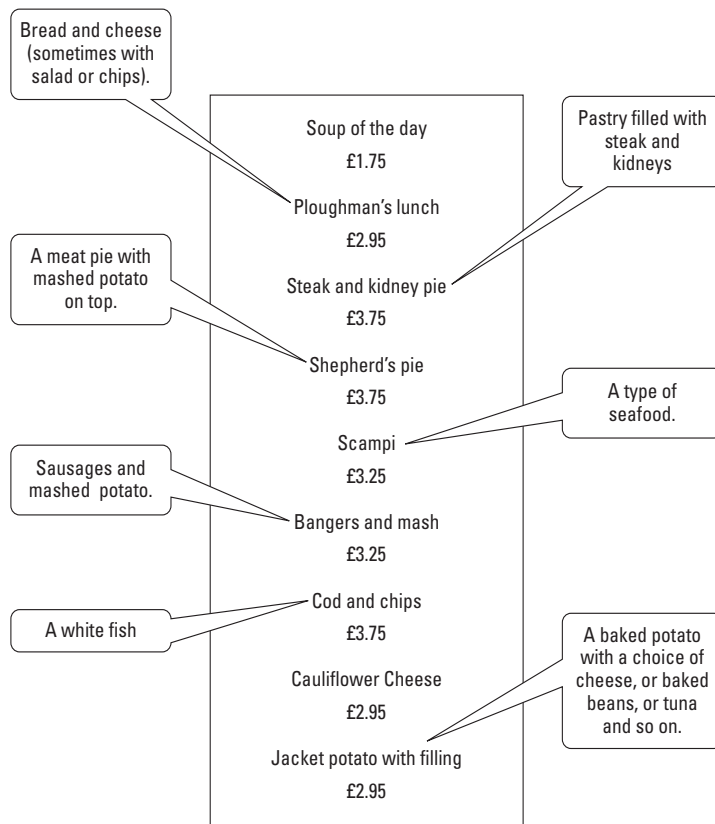 Bread and cheese
(sometimes with
salad or chips).
Soup of the day
£1.75
Pastry filled with
steak and
kidneys
Ploughman’s lunch
£2.95
A meat pie with
mashed potato
on top.
Steak and kidney pie
£3.75
Shepherd’s pie
£3.75
A type of
seafood.
Scampi
£3.25
Sausages and
mashed potato.
Bangers and mash
£3.25
Cod and chips
£3.75
A white fish
A baked potato
with a choice of
cheese, or baked
beans, or tuna
and so on.
Cauliflower Cheese
£2.95
Jacket potato with filling
£2.95